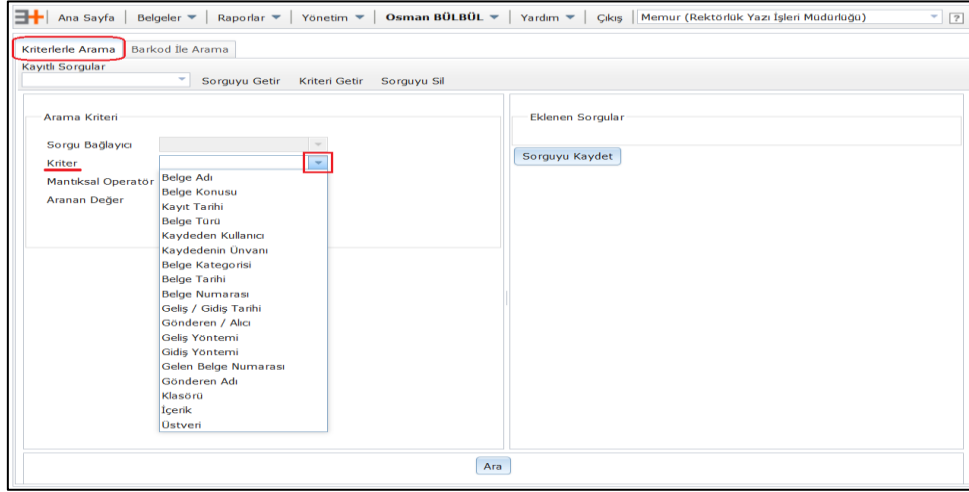 Ana Sayfa Belgeler Raporlar Yönetim Osman BÜLBÜL Yardım Çıkış Memur (Rektörlük Yazı İşleri Müdürlüğü) ?
Kriterlerle Arama Barkod İle Arama
Kayıtlı Sorgular
Sorguyu Getir Kriteri Getir Sorguyu Sil
Arama Kriteri
Sorgu Bağlayıcı
Kriter
Mantıksal Operatör
Aranan Değer
Belge Adı
Belge Konusu
Kayıt Tarihi
Belge Türü
Kaydeden Kullanıcı
Kaydedenin Ünvanı
Belge Kategorisi
Belge Tarihi
Belge Numarası
Geliş / Gidiş Tarihi
Gönderen / Alıcı
Geliş Yöntemi
Gidiş Yöntemi
Gelen Belge Numarası
Gönderen Adı
Klasörü
İçerik
Üstveri
Eklenen Sorgular
Sorguyu Kaydet
Ara